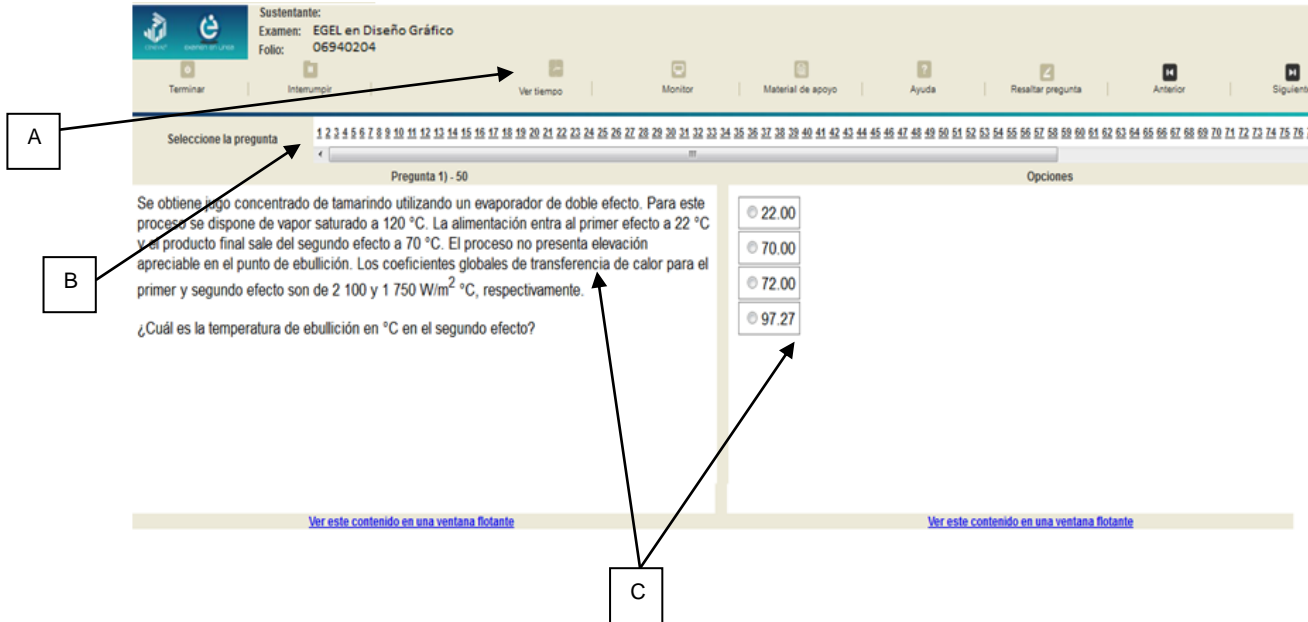 Sustentante:
Examen: EGEL en Diseño Gráfico
Folio: 06940204
Terminar
Interrumpir
Ver tiempo
Monitor
Material de apoyo
Ayuda
Resaltar pregunta
Anterior
Siguiente
A
Seleccione la pregunta
1 2 3 4 5 6 7 8 9 10 11 12 13 14 15 16 17 18 19 20 21 22 23 24 25 26 27 28 29 30 31 32 33 34 35 36 37 38 39 40 41 42 43 44 45 46 47 48 49 50 51 52 53 54 55 56 57 58 59 60 61 62 63 64 65 66 67 68 69 70 71 72 73 74 75 76
Pregunta 1) - 50
Opciones
Se obtiene jugo concentrado de tamarindo utilizando un evaporador de doble efecto. Para este
proceso se dispone de vapor saturado a 120 °C. La alimentación entra al primer efecto a 22 °C
y el producto final sale del segundo efecto a 70 °C. El proceso no presenta elevación
apreciable en el punto de ebullición. Los coeficientes globales de transferencia de calor para el
primer y segundo efecto son de 2 100 y 1 750 W/m² °C, respectivamente.
¿Cuál es la temperatura de ebullición en °C en el segundo efecto?
22.00
70.00
72.00
97.27
B
Ver este contenido en una ventana flotante
Ver este contenido en una ventana flotante
C